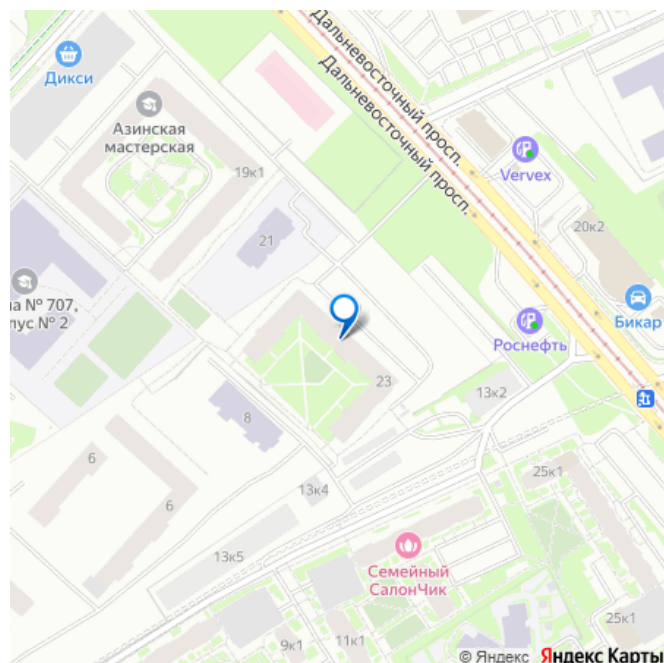 Дальневосточный просп.
Дальневосточный просп.
Дикси
Азинская
мастерская
19к1
Vervex
20к2
21
а № 707,
пус № 2
Бикар
Роснефть
23
13к2
8
6
6
25к1
13к4
13к5
Семейный
СалонЧик
25к1
9к1
11к1
© Яндекс Яндекс Карты